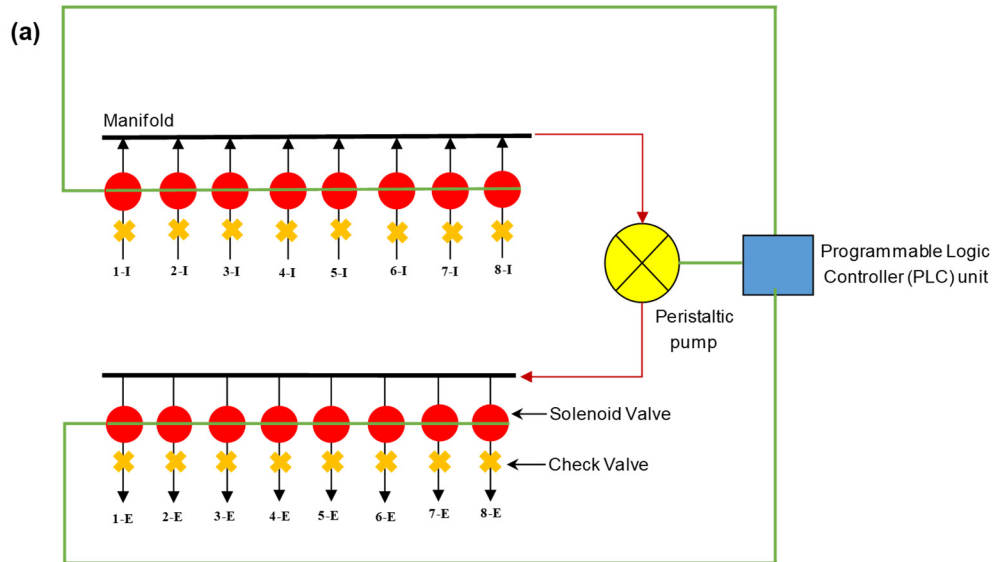 (a)
Manifold
1-I 2-I 3-I 4-I 5-I 6-I 7-I 8-I
Programmable Logic
Controller (PLC) unit
Peristaltic
pump
Solenoid Valve
Check Valve
1-E 2-E 3-E 4-E 5-E 6-E 7-E 8-E